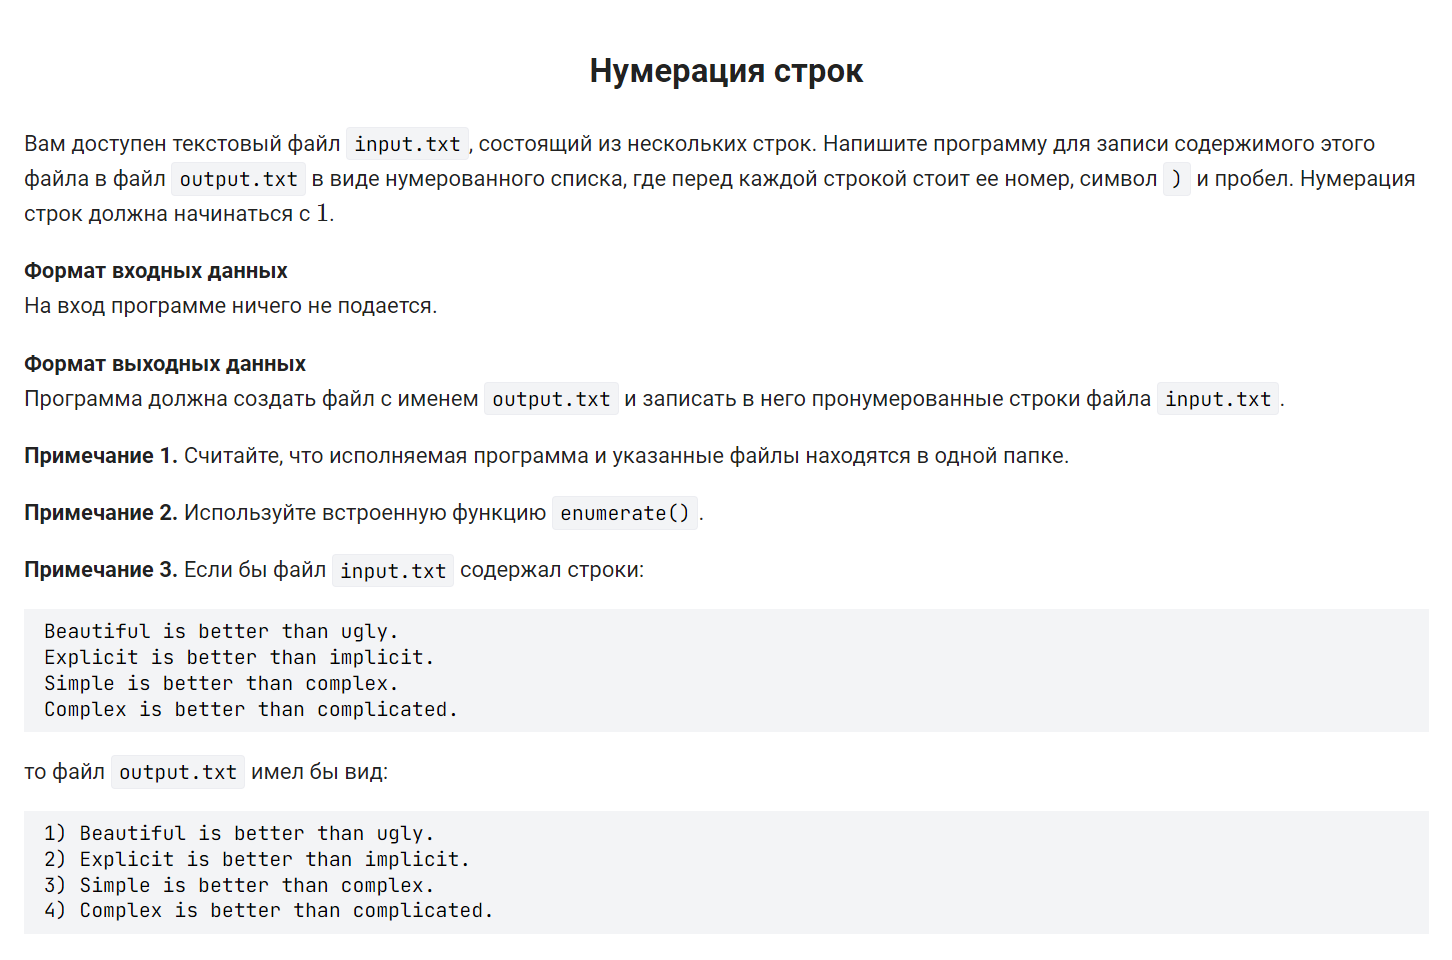 Нумерация строк
Вам доступен текстовый файл input.txt, состоящий из нескольких строк. Напишите программу для записи содержимого этого
файла в файл output.txt в виде нумерованного списка, где перед каждой строкой стоит ее номер, символ ) и пробел. Нумерация
строк должна начинаться с 1.
Формат входных данных
На вход программе ничего не подается.
Формат выходных данных
Программа должна создать файл с именем output.txt и записать в него пронумерованные строки файла input.txt.
Примечание 1. Считайте, что исполняемая программа и указанные файлы находятся в одной папке.
Примечание 2. Используйте встроенную функцию enumerate().
Примечание 3. Если бы файл input.txt содержал строки:
Beautiful is better than ugly.
Explicit is better than implicit.
Simple is better than complex.
Complex is better than complicated.
то файл output.txt имел бы вид:
1) Beautiful is better than ugly.
2) Explicit is better than implicit.
3) Simple is better than complex.
4) Complex is better than complicated.